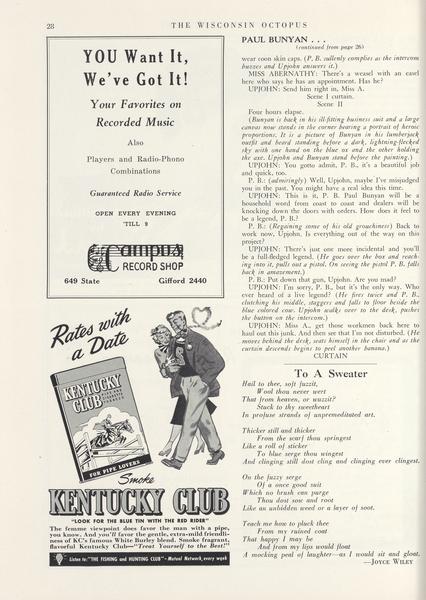 28
THE WISCONSIN OCTOPUS
YOU Want It,
We've Got It!
Your Favorites on
Recorded Music
Also
Players and Radio-Phono
Combinations
Guaranteed Radio Service
OPEN EVERY EVENING
'TILL 9
Campus
RECORD SHOP
649 State Gifford 2440
Rates with
a Date
KENTUCKY
CLUB
FOR PIPE LOVERS
Smoke
KENTUCKY CLUB
"LOOK FOR THE BLUE TIN WITH THE RED RIDER"
The femme viewpoint does favor the man with a pipe,
you know. And you'll favor the gentle, extra-mild friendli-
ness of KC's famous White Burley blend. Smoke fragrant,
flavorful Kentucky Club—"Treat Yourself to the Best!"
Listen to: "THE FISHING and HUNTING CLUB"—Mutual Network, every week
PAUL BUNYAN . . .
(continued from page 26)
wear coon skin caps. (P. B. sullenly complies as the intercom
buzzes and Upjohn answers it.)
MISS ABERNATHY: There's a weasel with an easel
here who says he has an appointment. Has he?
UPJOHN: Send him right in, Miss A.
Scene I curtain.
Scene II
Four hours elapse.
(Bunyan is back in his ill-fitting business suit and a large
canvas now stands in the corner bearing a portrait of heroic
proportions. It is a picture of Bunyan in his lumberjack
outfit and beard standing before a dark, lightning-flecked
sky with one hand on the blue ox and the other holding
the axe. Upjohn and Bunyan stand before the painting.)
UPJOHN: You gotta admit, P. B., it's a beautiful job
and quick, too.
P. B.: (admiringly) Well, Upjohn, maybe I've misjudged
you in the past. You might have a real idea this time.
UPJOHN: This is it, P. B. Paul Bunyan will be a
household word from coast to coast and dealers will be
knocking down the doors with orders. How does it feel to
be a legend, P. B.?
P. B.: (Regaining some of his old grouchiness) Back to
work now, Upjohn. Is everything out of the way on this
project?
UPJOHN: There's just one more incidental and you'll
be a full-fledged legend. (He goes over the box and reach-
ing into it, pulls out a pistol. On seeing the pistol P. B. falls
back in amazement.)
P. B.: Put down that gun, Upjohn. Are you mad?
UPJOHN: I'm sorry, P. B., but it's the only way. Who
ever heard of a live legend? (He fires twice and P. B.,
clutching his middle, staggers and falls to floor beside the
blue colored cow. Upjohn walks over to the desk, pushes
the button on the intercom.)
UPJOHN: Miss A., get those workmen back here to
haul out this junk. And then see that I'm not disturbed. (He
moves behind the desk, seats himself in the chair and as the
curtain descends begins to peel another banana.)
CURTAIN
To A Sweater
Hail to thee, soft fuzzit,
Wool thou never wert
That from heaven, or wuzzit?
Stuck to thy sweetheart
In profuse strands of unpremeditated art.
Thicker still and thicker
From the scarf thou springest
Like a roll of sticker
To blue serge thou wingest
And clinging dost cling and clinging ever clingest.
On the fuzzy serge
Of a once good suit
Which no brush can purge
Thou dost sow and root
Like an unbidden weed or a layer of soot.
Teach me how to pluck thee
From my ruined coat
That happy I may be
And from my lips would float
A mocking peal of laughter—as I would sit and gloat.
—JOYCE WILEY